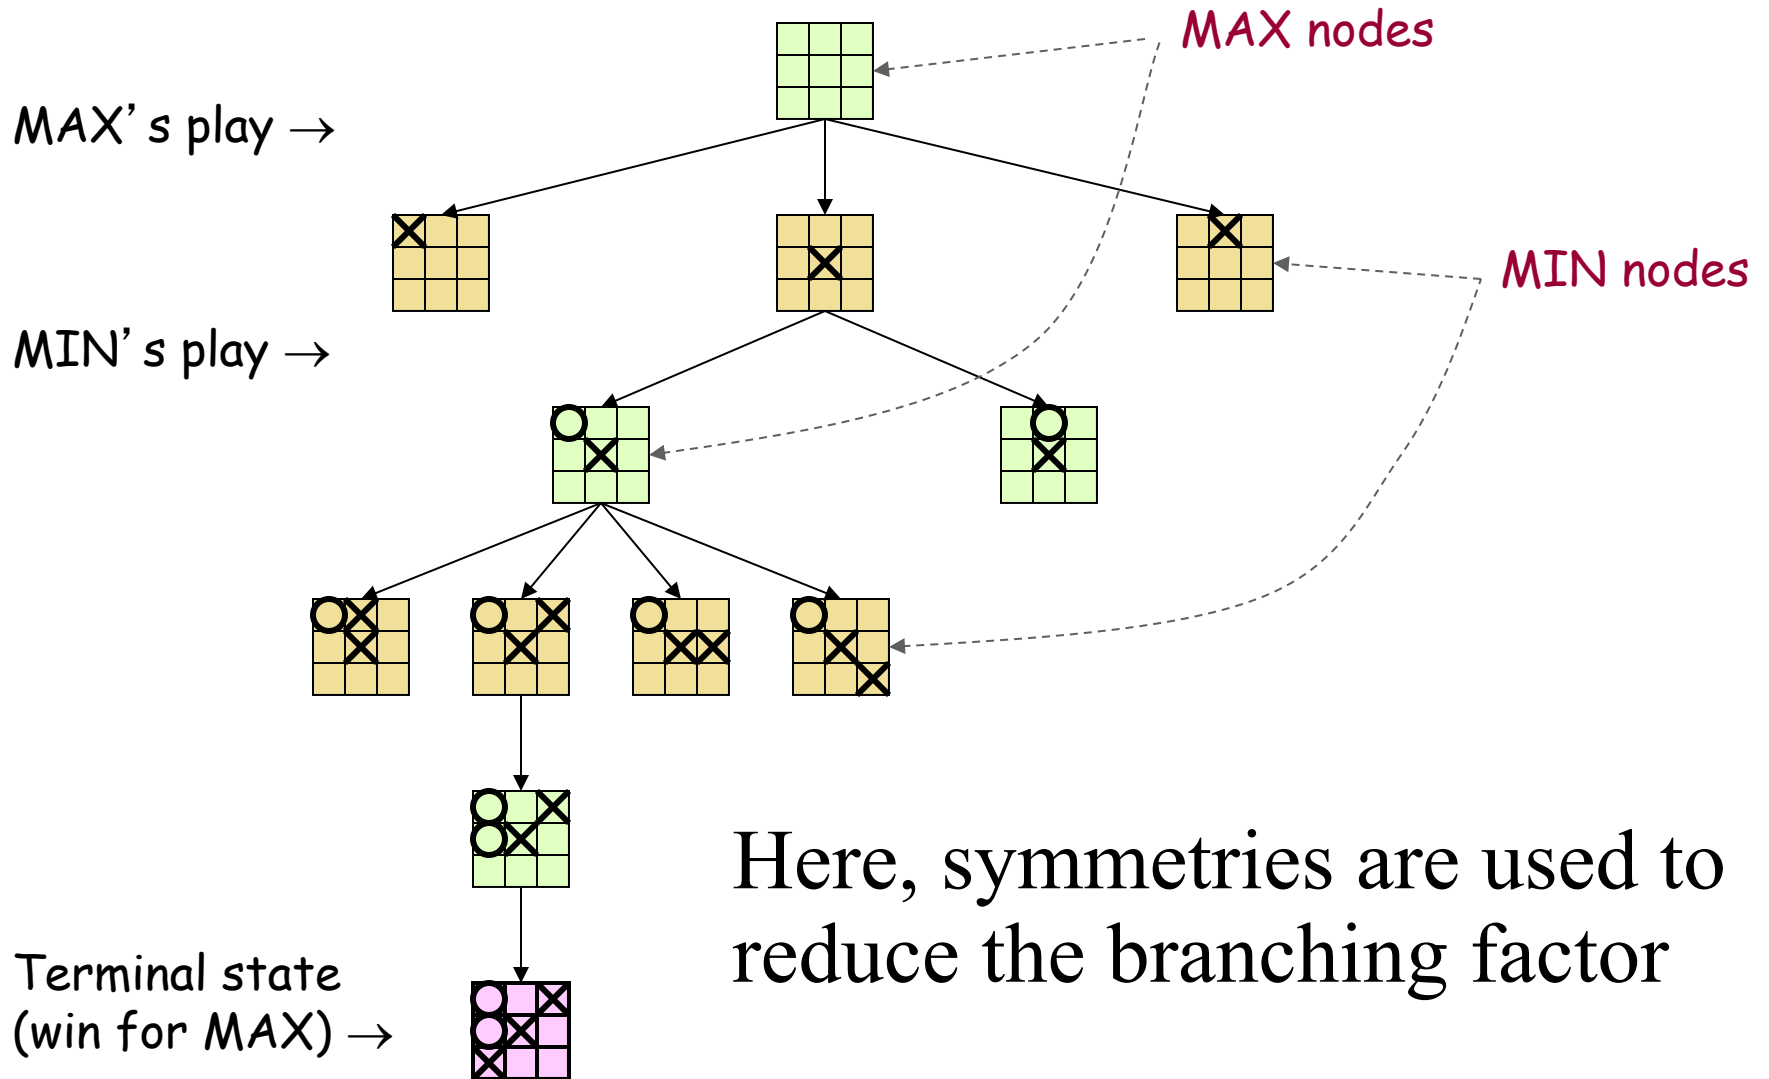 MAX nodes
MAX's play →
MIN nodes
MIN's play →
Here, symmetries are used to
reduce the branching factor
Terminal state
(win for MAX) →